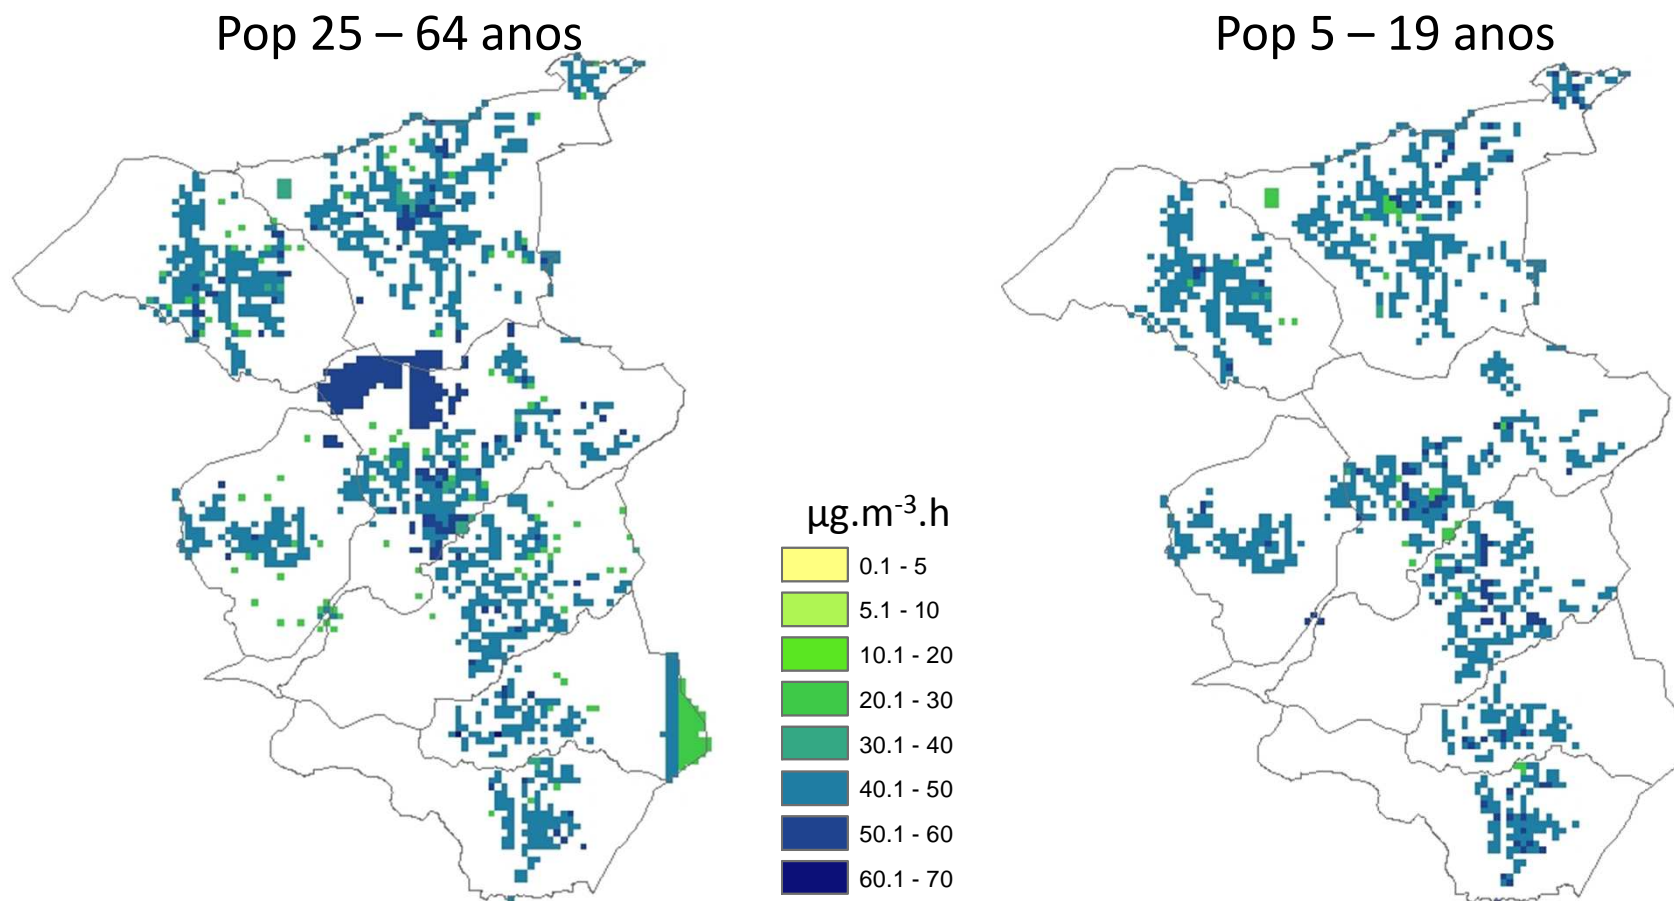 Pop 25 – 64 anos
Pop 5 – 19 anos
µg.m-3.h
0.1 - 5
5.1 - 10
10.1 - 20
20.1 - 30
30.1 - 40
40.1 - 50
50.1 - 60
60.1 - 70